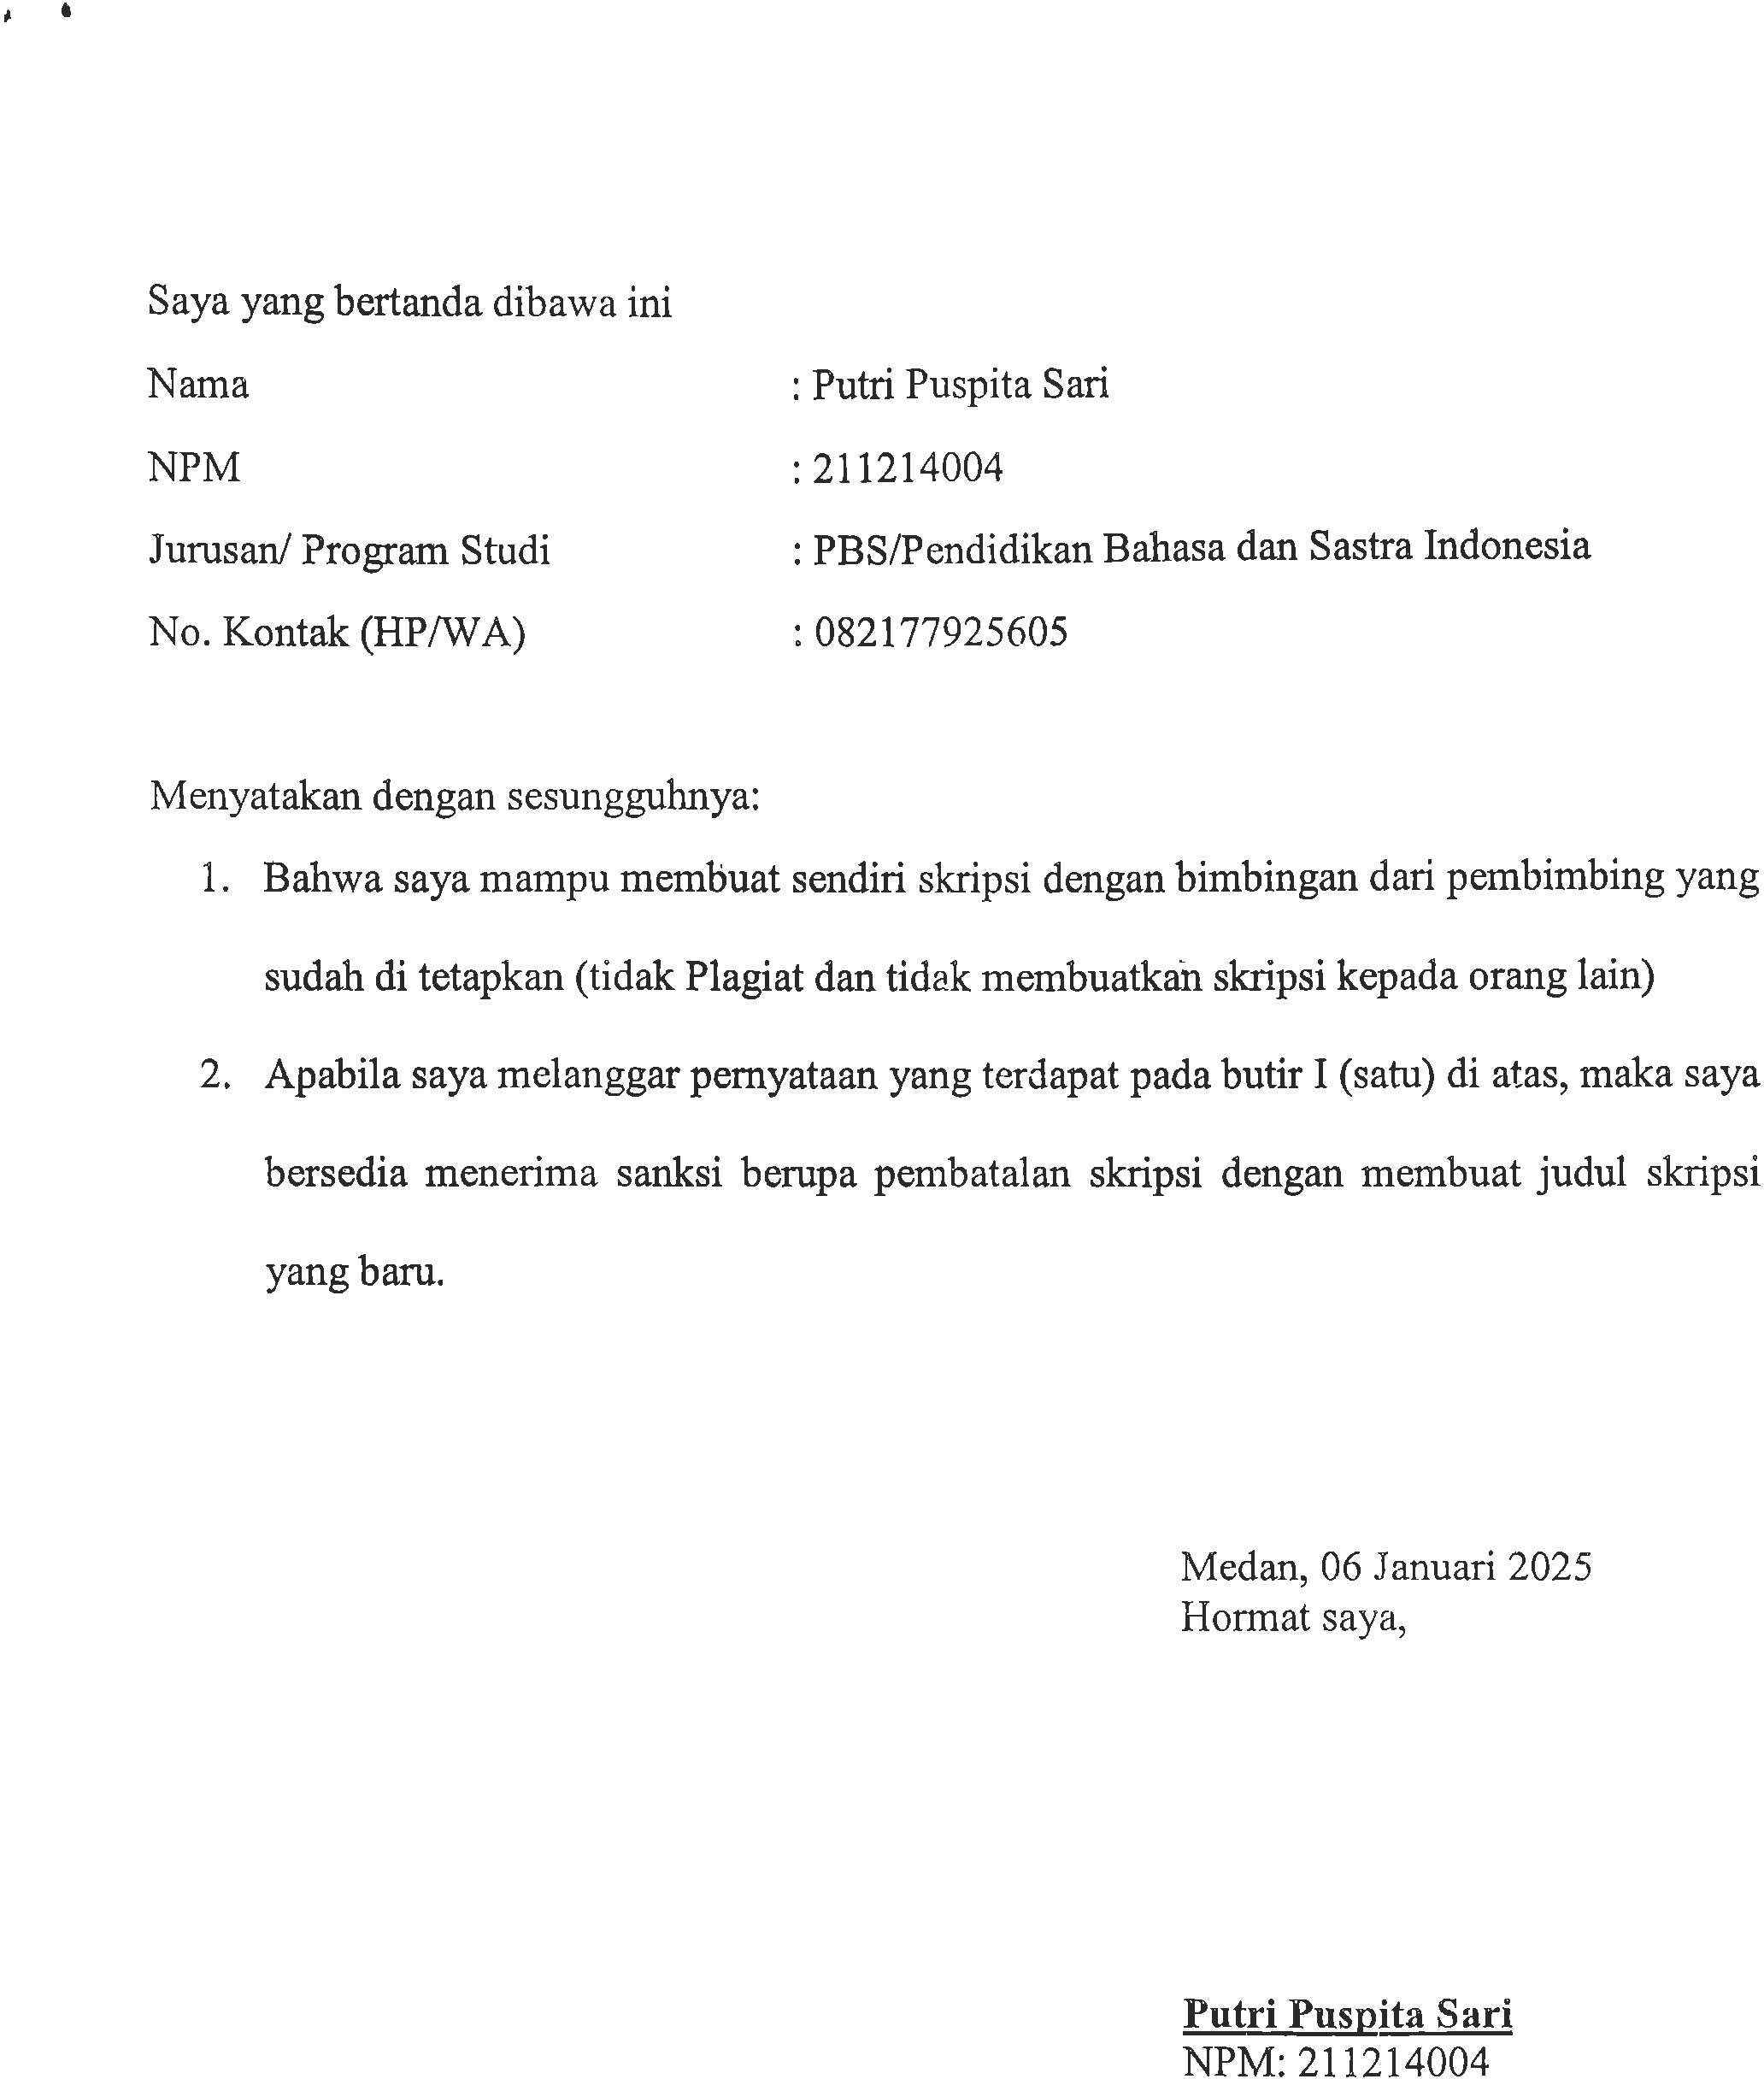 Saya yang bertanda dibawa ini
Nama : Putri Puspita Sari
NPM : 211214004
Jurusan/ Program Studi : PBS/Pendidikan Bahasa dan Sastra Indonesia
No. Kontak (HP/WA) : 082177925605
Menyatakan dengan sesungguhnya:
1. Bahwa saya mampu membuat sendiri skripsi dengan bimbingan dari pembimbing yang
sudah di tetapkan (tidak Plagiat dan tidak membuatkan skripsi kepada orang lain)
2. Apabila saya melanggar pernyataan yang terdapat pada butir I (satu) di atas, maka saya
bersedia menerima sanksi berupa pembatalan skripsi dengan membuat judul skripsi
yang baru.
Medan, 06 Januari 2025
Hormat saya,
Putri Puspita Sari
NPM: 211214004